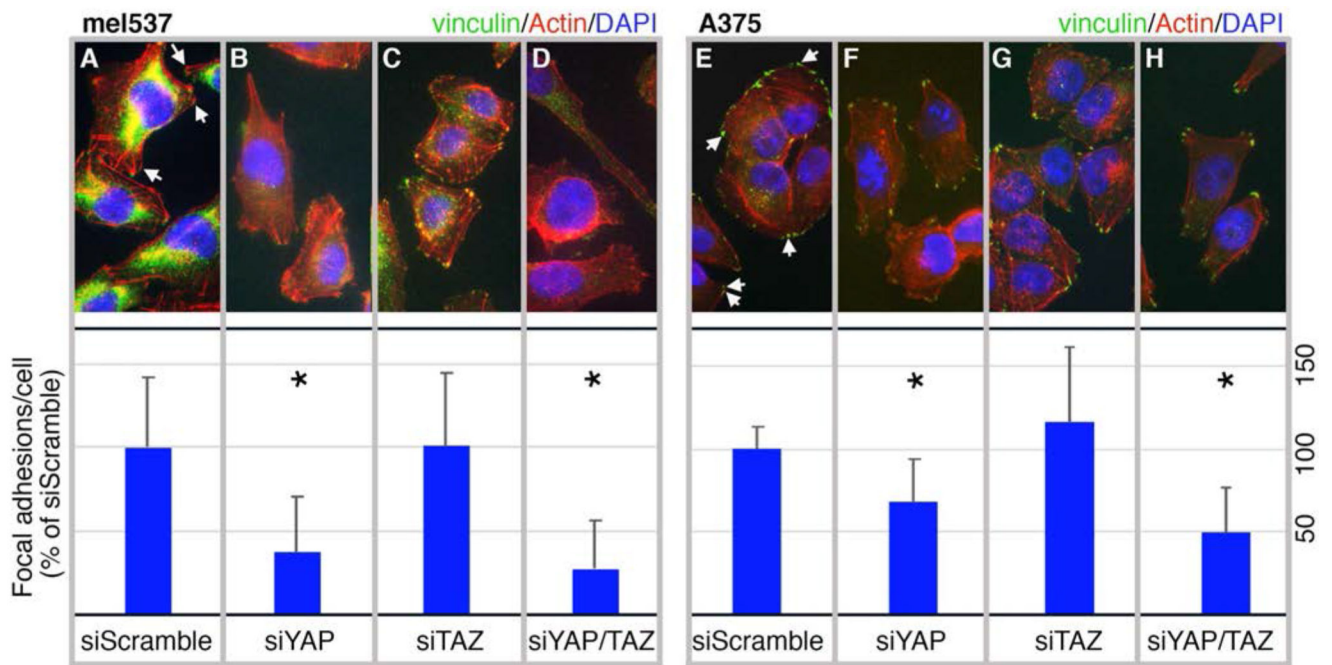 mel537 vinculin/Actin/DAPI A375 vinculin/Actin/DAPI
A B C D E F G H
Focal adhesions/cell
(% of siScramble)
* * * *
150
100
50
siScramble siYAP siTAZ siYAP/TAZ siScramble siYAP siTAZ siYAP/TAZ